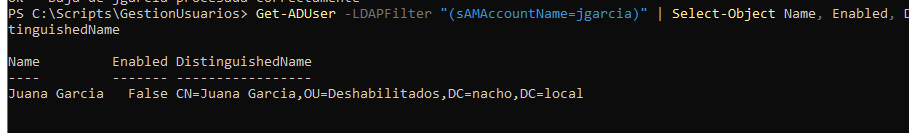 OK - Baja de jgarcia procesada correctamente
PS C:\Scripts\GestionUsuarios> Get-ADUser -LDAPFilter "(sAMAccountName=jgarcia)" | Select-Object Name, Enabled, D
tinguishedName
Name Enabled DistinguishedName
---- ------- -----------------
Juana Garcia False CN=Juana Garcia,OU=Deshabilitados,DC=nacho,DC=local